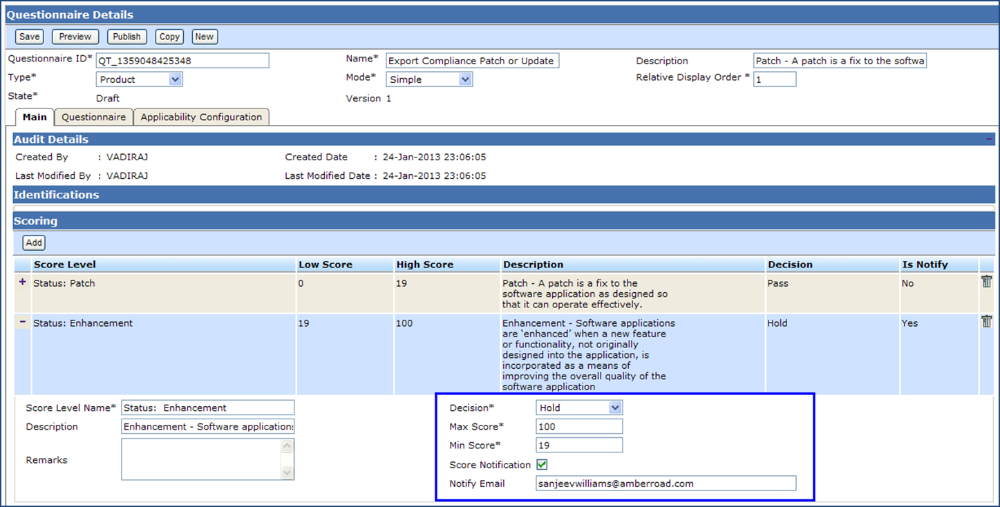 Questionnaire Details
Save Preview Publish Copy New
Questionnaire ID* QT_1359048425348 Name* Export Compliance Patch or Update Description Patch - A patch is a fix to the softwa
Type* Product Mode* Simple Relative Display Order * 1
State* Draft Version 1
Main Questionnaire Applicability Configuration
Audit Details
Created By : VADIRAJ Created Date : 24-Jan-2013 23:06:05
Last Modified By : VADIRAJ Last Modified Date : 24-Jan-2013 23:06:05
Identifications
Scoring
Add
Score Level Low Score High Score Description Decision Is Notify
+ Status: Patch 0 19 Patch - A patch is a fix to the Pass No
software application as designed so
that it can operate effectively.
- Status: Enhancement 19 100 Enhancement - Software applications Hold Yes
are ‘enhanced’ when a new feature
or functionality, not originally
designed into the application, is
incorporated as a means of
improving the overall quality of the
software application
Score Level Name* Status: Enhancement Decision* Hold
Description Enhancement - Software applications Max Score* 100
Min Score* 19
Remarks Score Notification
Notify Email sanjeevwilliams@amberroad.com